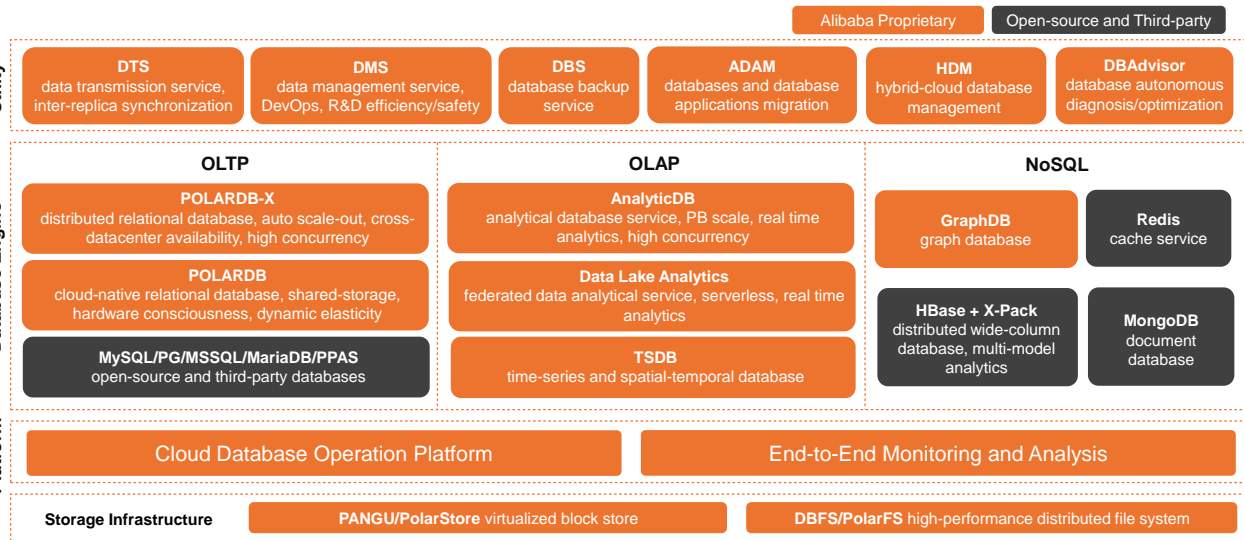 Alibaba Proprietary
Open-source and Third-party
DTS
data transmission service,
inter-replica synchronization
DMS
data management service,
DevOps, R&D efficiency/safety
DBS
database backup
service
ADAM
databases and database
applications migration
HDM
hybrid-cloud database
management
DBAdvisor
database autonomous
diagnosis/optimization
OLTP
POLARDB-X
distributed relational database, auto scale-out, cross-
datacenter availability, high concurrency
POLARDB
cloud-native relational database, shared-storage,
hardware consciousness, dynamic elasticity
MySQL/PG/MSSQL/MariaDB/PPAS
open-source and third-party databases
OLAP
AnalyticDB
analytical database service, PB scale, real time
analytics, high concurrency
Data Lake Analytics
federated data analytical service, serverless, real time
analytics
TSDB
time-series and spatial-temporal database
NoSQL
GraphDB
graph database
Redis
cache service
HBase + X-Pack
distributed wide-column
database, multi-model
analytics
MongoDB
document
database
Cloud Database Operation Platform
End-to-End Monitoring and Analysis
Storage Infrastructure
PANGU/PolarStore virtualized block store
DBFS/PolarFS high-performance distributed file system